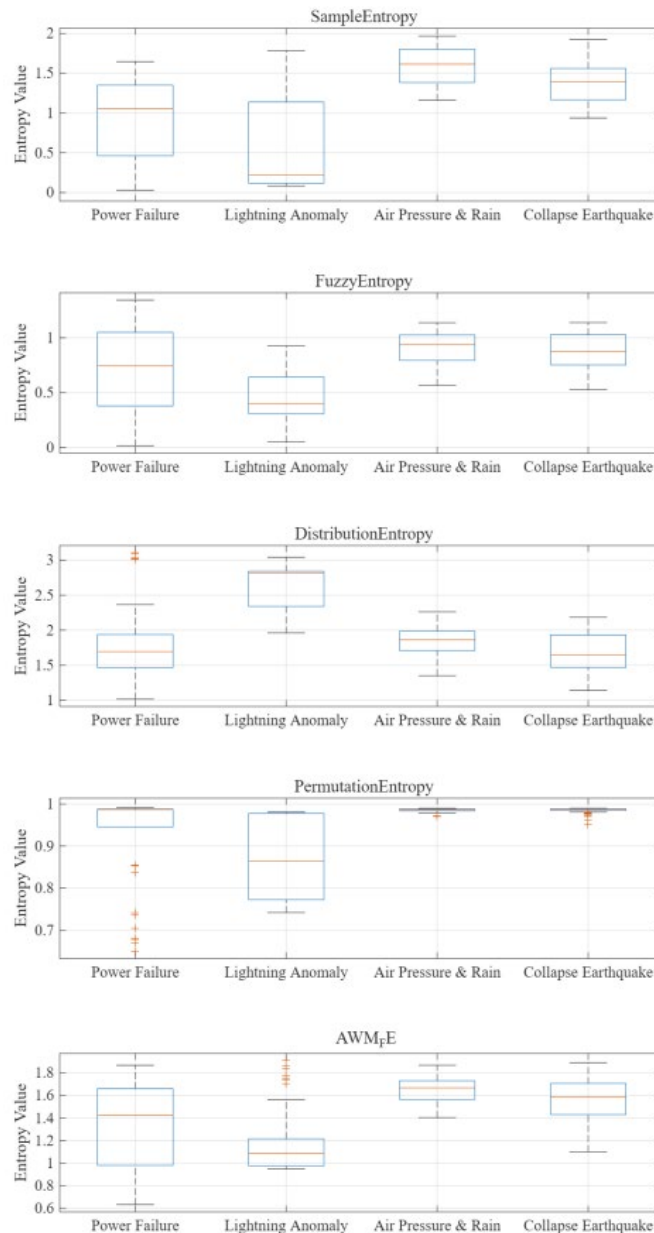 SampleEntropy
2
1.5
1
0.5
0
Entropy Value
Power Failure Lightning Anomaly Air Pressure & Rain Collapse Earthquake
FuzzyEntropy
1
0.5
0
Entropy Value
Power Failure Lightning Anomaly Air Pressure & Rain Collapse Earthquake
DistributionEntropy
3
2.5
2
1.5
1
Entropy Value
Power Failure Lightning Anomaly Air Pressure & Rain Collapse Earthquake
PermutationEntropy
1
0.9
0.8
0.7
Entropy Value
Power Failure Lightning Anomaly Air Pressure & Rain Collapse Earthquake
AWM_FE
1.8
1.6
1.4
1.2
1
0.8
0.6
Entropy Value
Power Failure Lightning Anomaly Air Pressure & Rain Collapse Earthquake